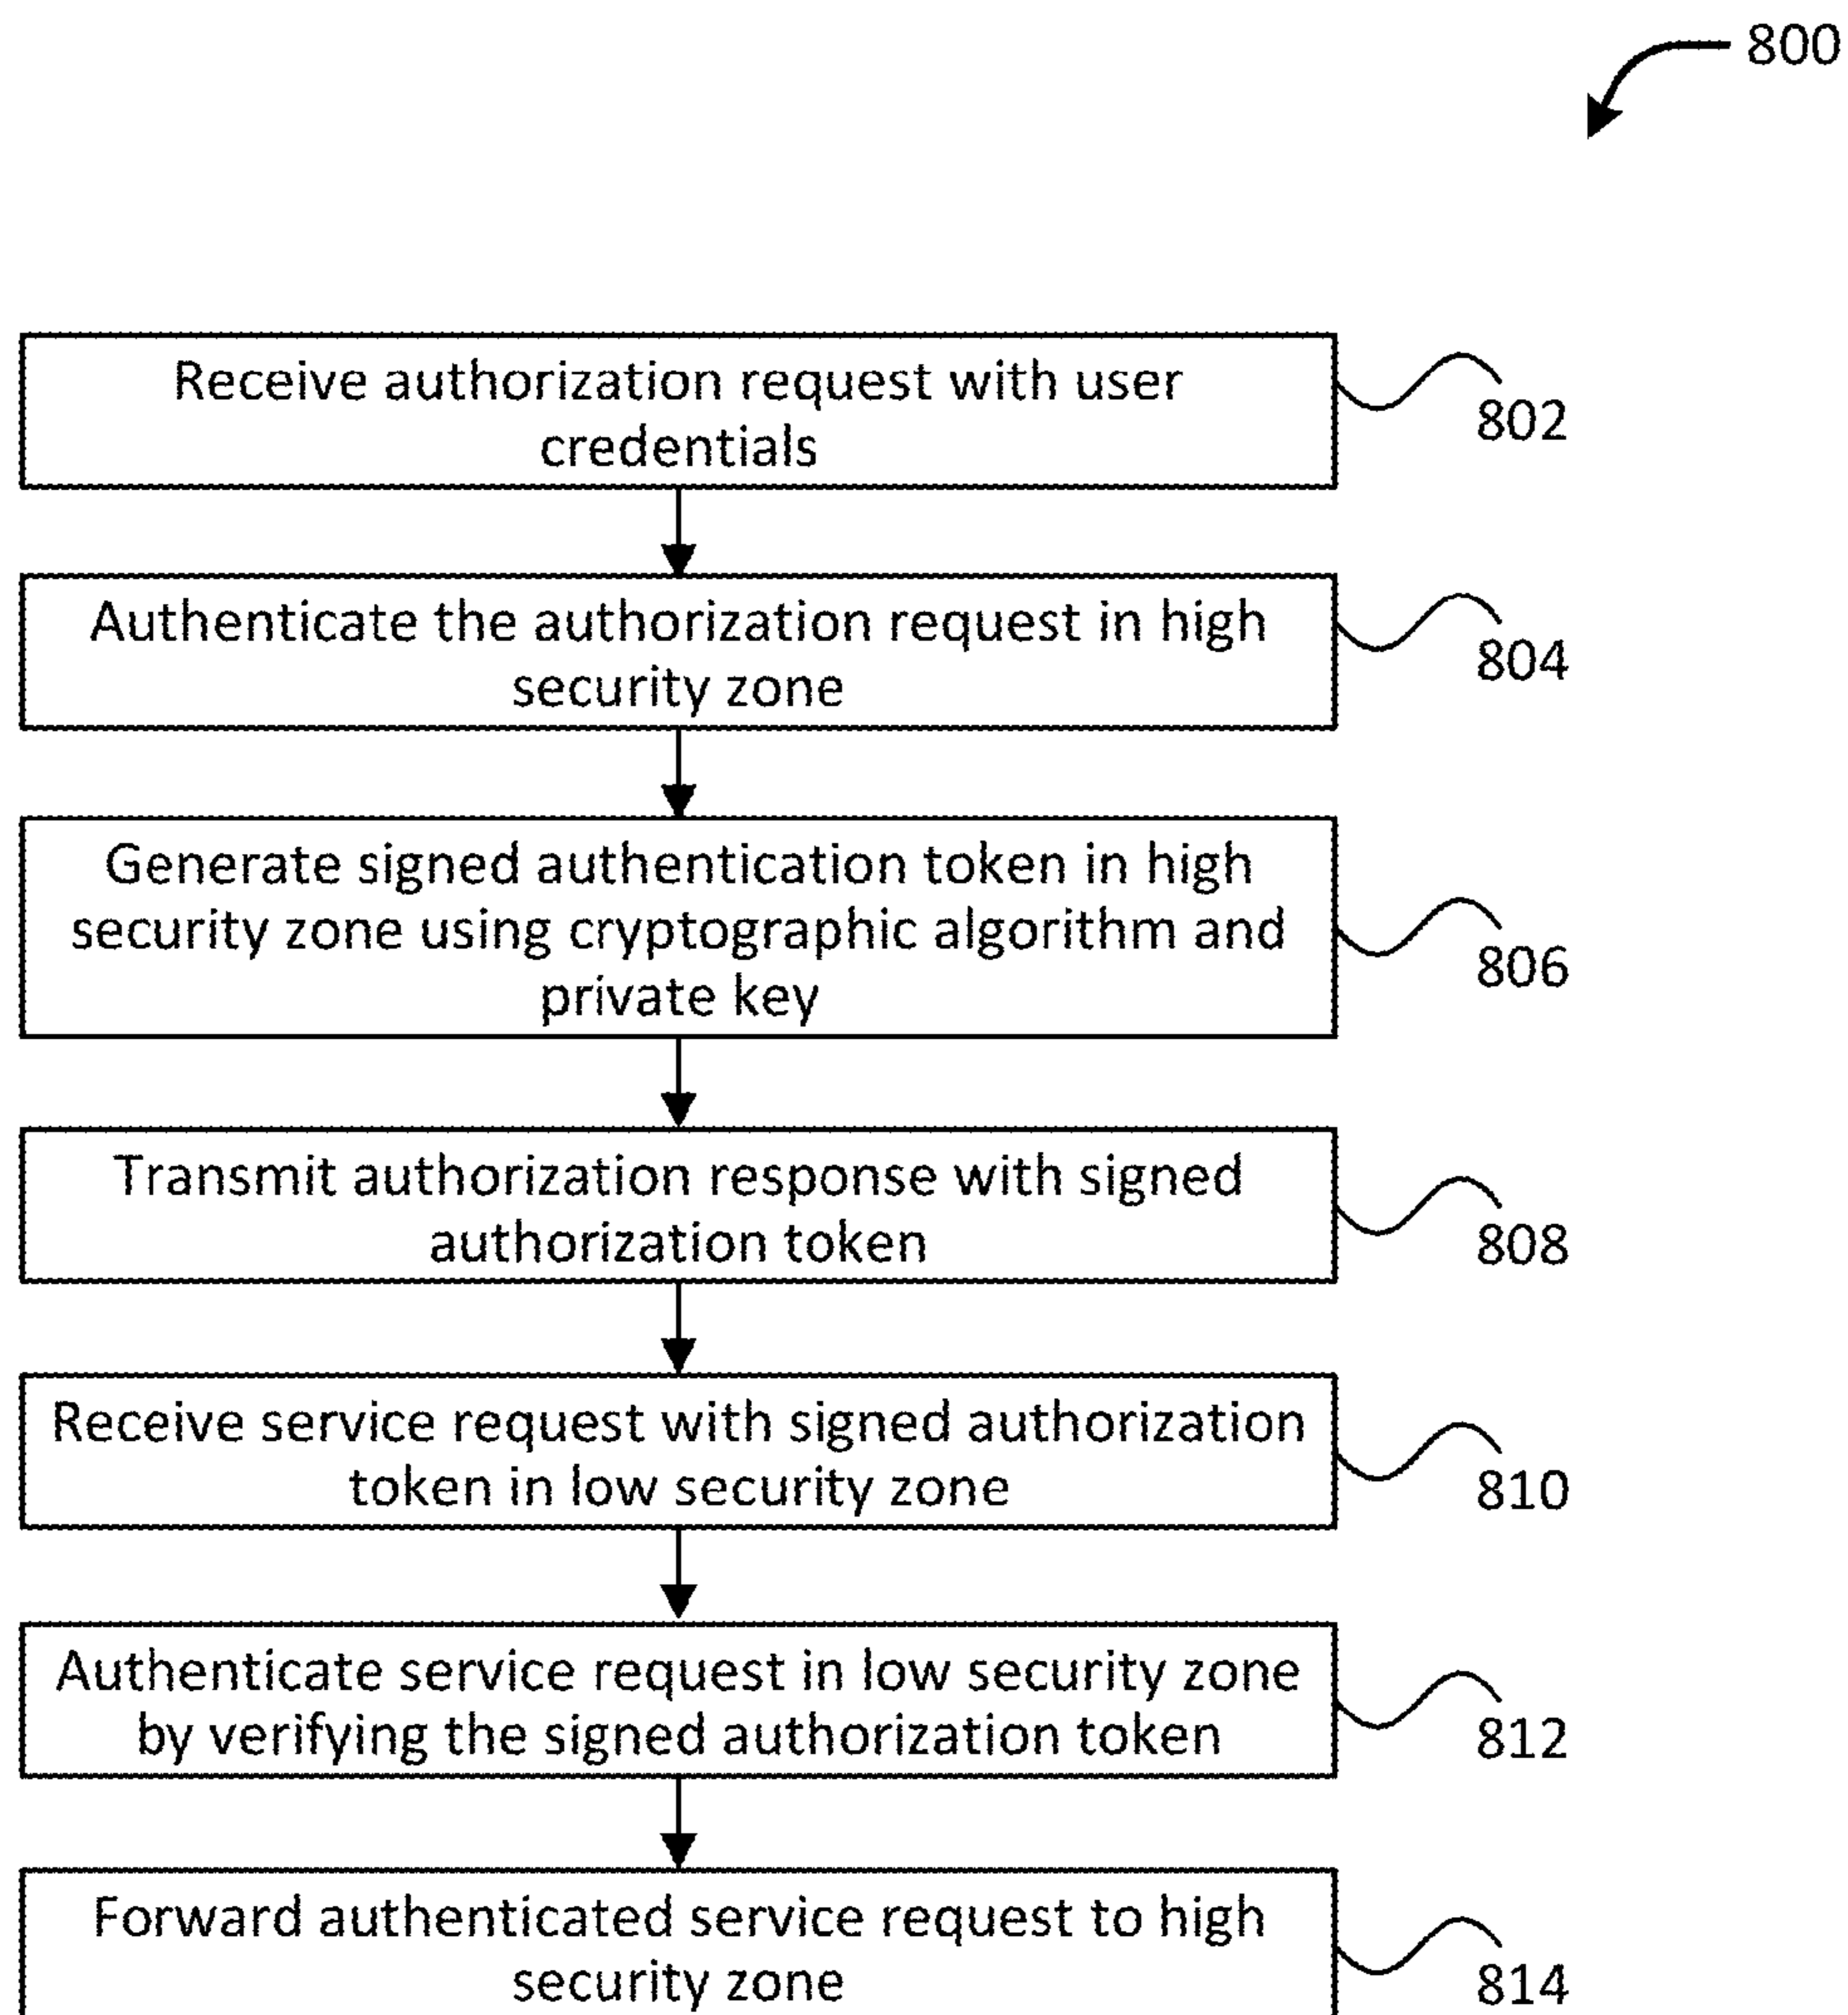 800
Receive authorization request with user
credentials
802
Authenticate the authorization request in high
security zone
804
Generate signed authentication token in high
security zone using cryptographic algorithm and
private key
806
Transmit authorization response with signed
authorization token
808
Receive service request with signed authorization
token in low security zone
810
Authenticate service request in low security zone
by verifying the signed authorization token
812
Forward authenticated service request to high
security zone
814